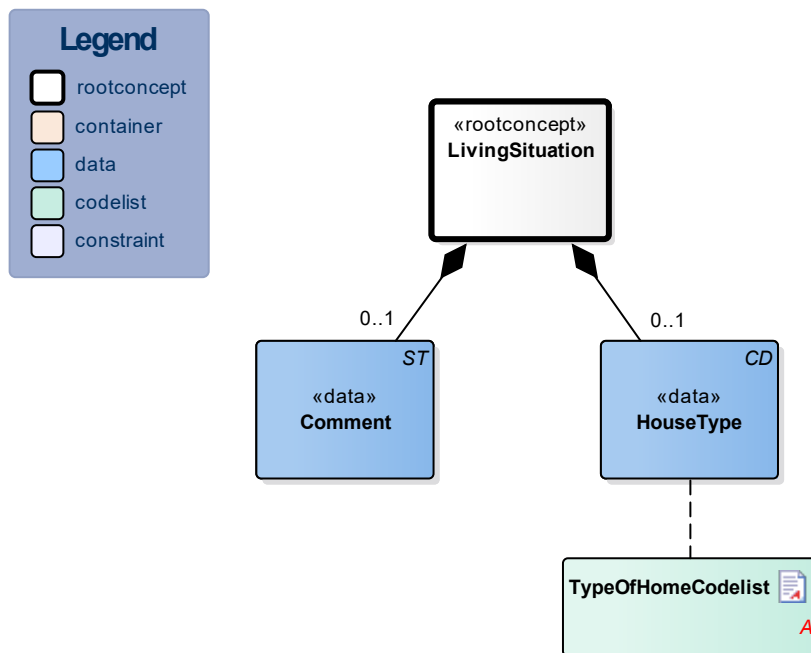 Legend
rootconcept
container
data
codelist
constraint
«rootconcept»
LivingSituation
0..1
0..1
ST
«data»
Comment
CD
«data»
HouseType
TypeOfHomeCodelist
A